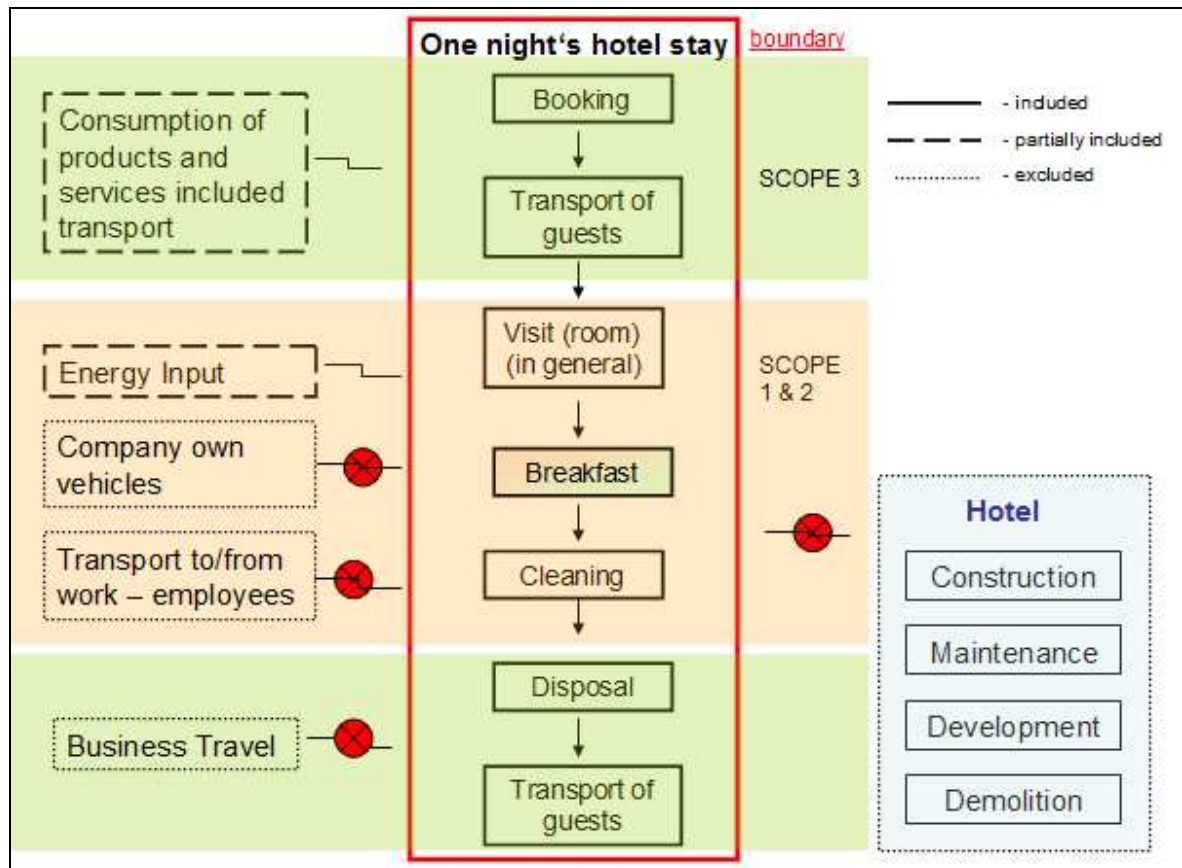 One night‘s hotel stay
boundary
Booking
Consumption of
products and
services included
transport
Transport of
guests
SCOPE 3
- included
- partially included
- excluded
Visit (room)
(in general)
Energy Input
SCOPE
1 & 2
Company own
vehicles
Breakfast
Transport to/from
work – employees
Cleaning
Hotel
Construction
Maintenance
Development
Demolition
Disposal
Business Travel
Transport of
guests